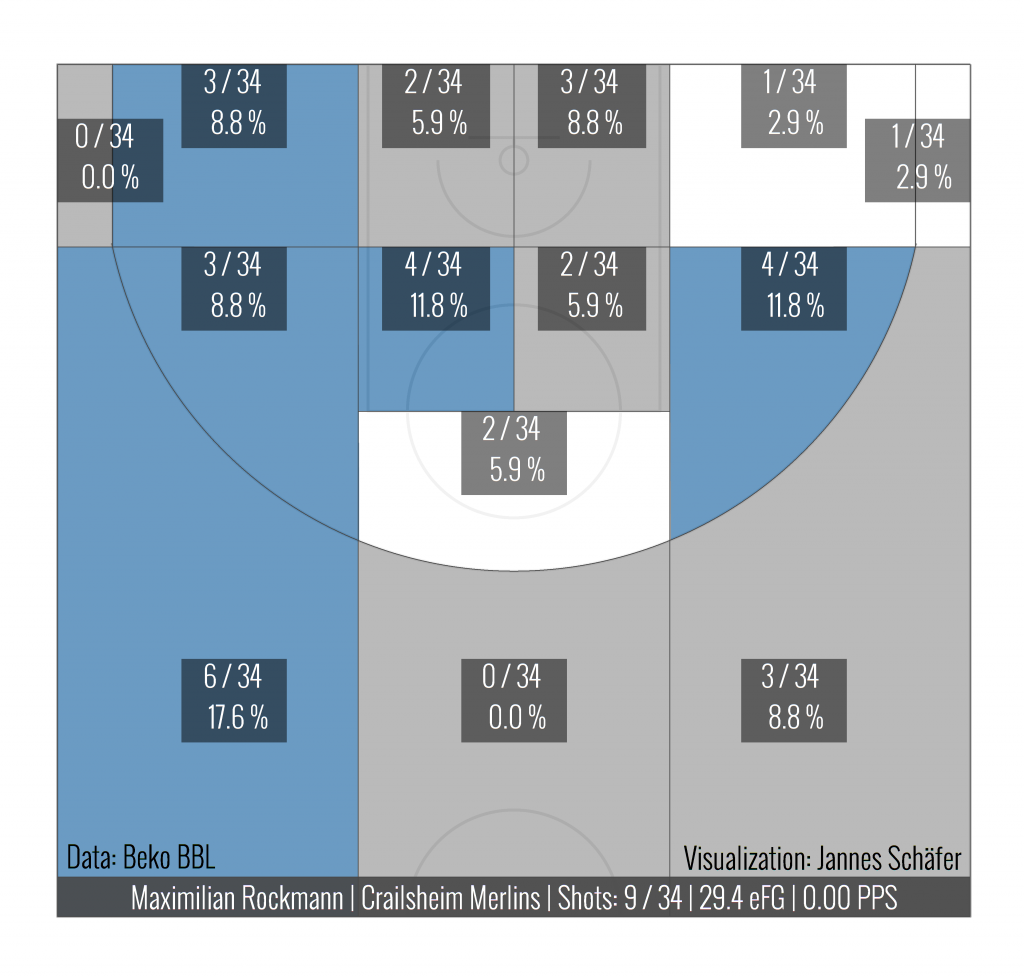 3 / 34
8.8 %
2 / 34
5.9 %
3 / 34
8.8 %
1 / 34
2.9 %
0 / 34
0.0 %
1 / 34
2.9 %
3 / 34
8.8 %
4 / 34
11.8 %
2 / 34
5.9 %
4 / 34
11.8 %
2 / 34
5.9 %
6 / 34
17.6 %
0 / 34
0.0 %
3 / 34
8.8 %
Data: Beko BBL
Visualization: Jannes Schäfer
Maximilian Rockmann | Crailsheim Merlins | Shots: 9 / 34 | 29.4 eFG | 0.00 PPS